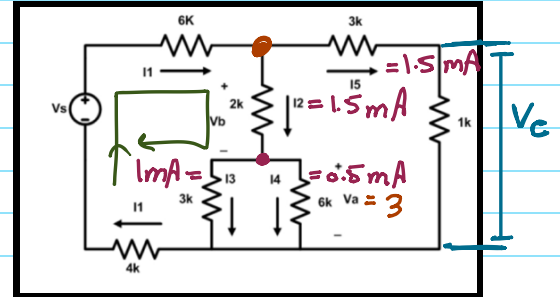 6K
3k
I1
I5
= 1.5 mA
Vs
+
-
+
2k
I2
= 1.5 mA
Vb
-
1k
Vc
1mA =
I3
I4
= 0.5 mA
3k
6k
+
Va
= 3
-
I1
4k